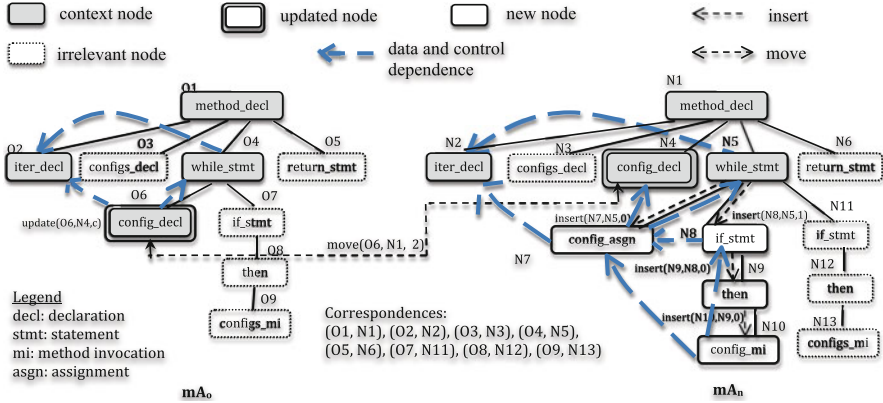 context node
updated node
new node
insert
irrelevant node
data and control
dependence
move
O1
method_decl
O2
O3
O4
O5
iter_decl
configs_decl
while_stmt
return_stmt
O6
O7
update(O6,N4,c)
config_decl
if_stmt
O8
move(O6, N1, 2)
then
O9
configs_mi
Legend
decl: declaration
stmt: statement
mi: method invocation
asgn: assignment
mAo
Correspondences:
(O1, N1), (O2, N2), (O3, N3), (O4, N5),
(O5, N6), (O7, N11), (O8, N12), (O9, N13)
N1
method_decl
N2
N3
N4
N5
N6
iter_decl
configs_decl
config_decl
while_stmt
return_stmt
insert(N7,N5,0)
insert(N8,N5,1)
N11
N7
config_asgn
N8
if_stmt
if_stmt
insert(N9,N8,0)
N9
N12
then
then
insert(N10,N9,0)
N10
N13
config_mi
configs_mi
mAn